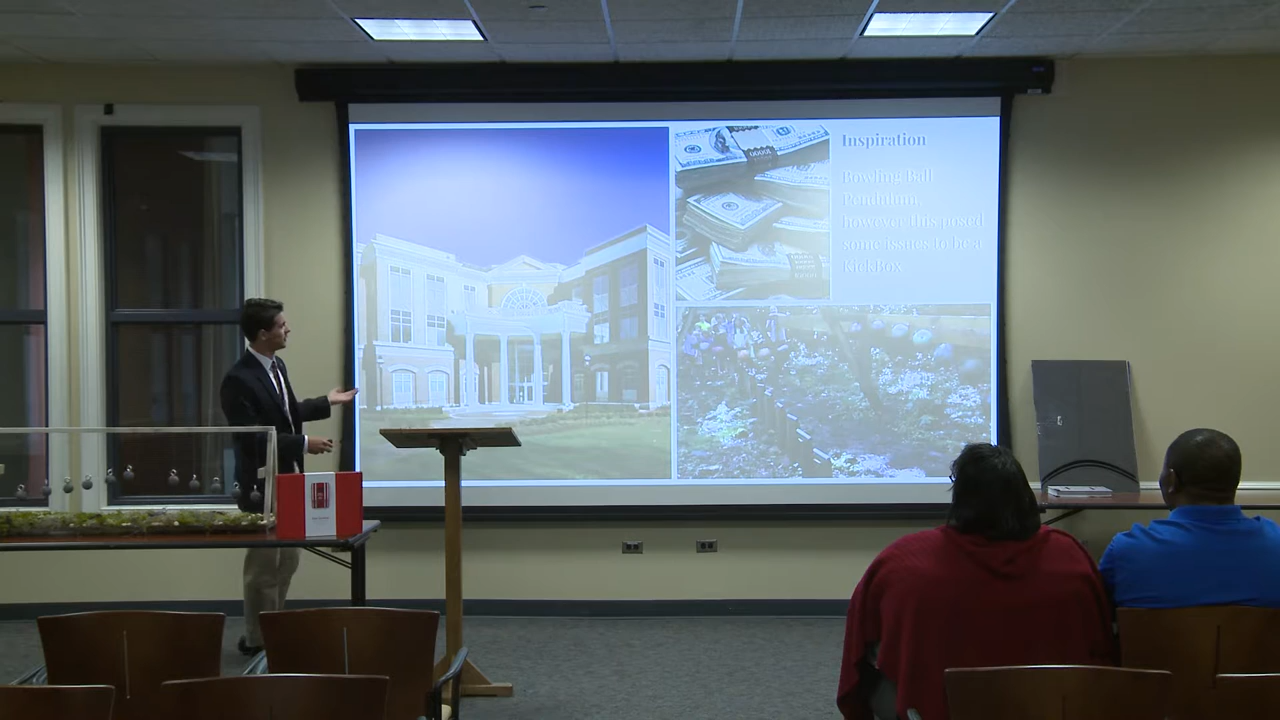 Inspiration
Bowling Ball
Pendulum,
however this posed
some issues to be a
KickBox